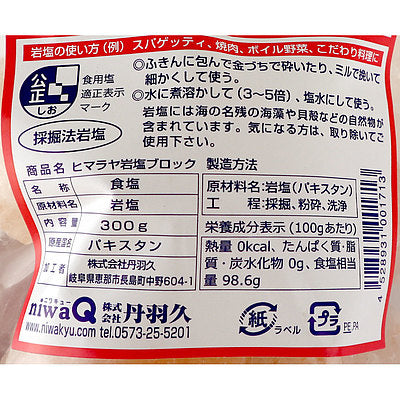 岩塩の使い方(例) スパゲッティ、焼肉、ボイル野菜、こだわり料理に
公正
しお
食用塩
適正表示
マーク
採掘法岩塩
○ふきんに包んで金づちで砕いたり、ミルで挽いて
細かくして使う。
○水に煮溶かして(3〜5倍)、塩水にして使う。
岩塩には海の名残の海藻や貝殻などの自然物が
含まれています。気になる方は、取り除いてご
使用下さい。
商品名 ヒマラヤ岩塩ブロック
名称 食塩
原材料名 岩塩
内容量 300g
原産国名 パキスタン
加工者 株式会社丹羽久
岐阜県恵那市長島町中野604-1
製造方法
原材料名:岩塩(パキスタン)
工程:採掘、粉砕、洗浄
栄養成分表示(100gあたり)
熱量 0kcal、たんぱく質・脂
質・炭水化物 0g、食塩相当
量 98.6g
4528931001713
にわキュー
niwaQ 株式会社 丹羽久
www.niwakyu.com tel.0573-25-5201
紙
ラベル
プラ
PE,PA